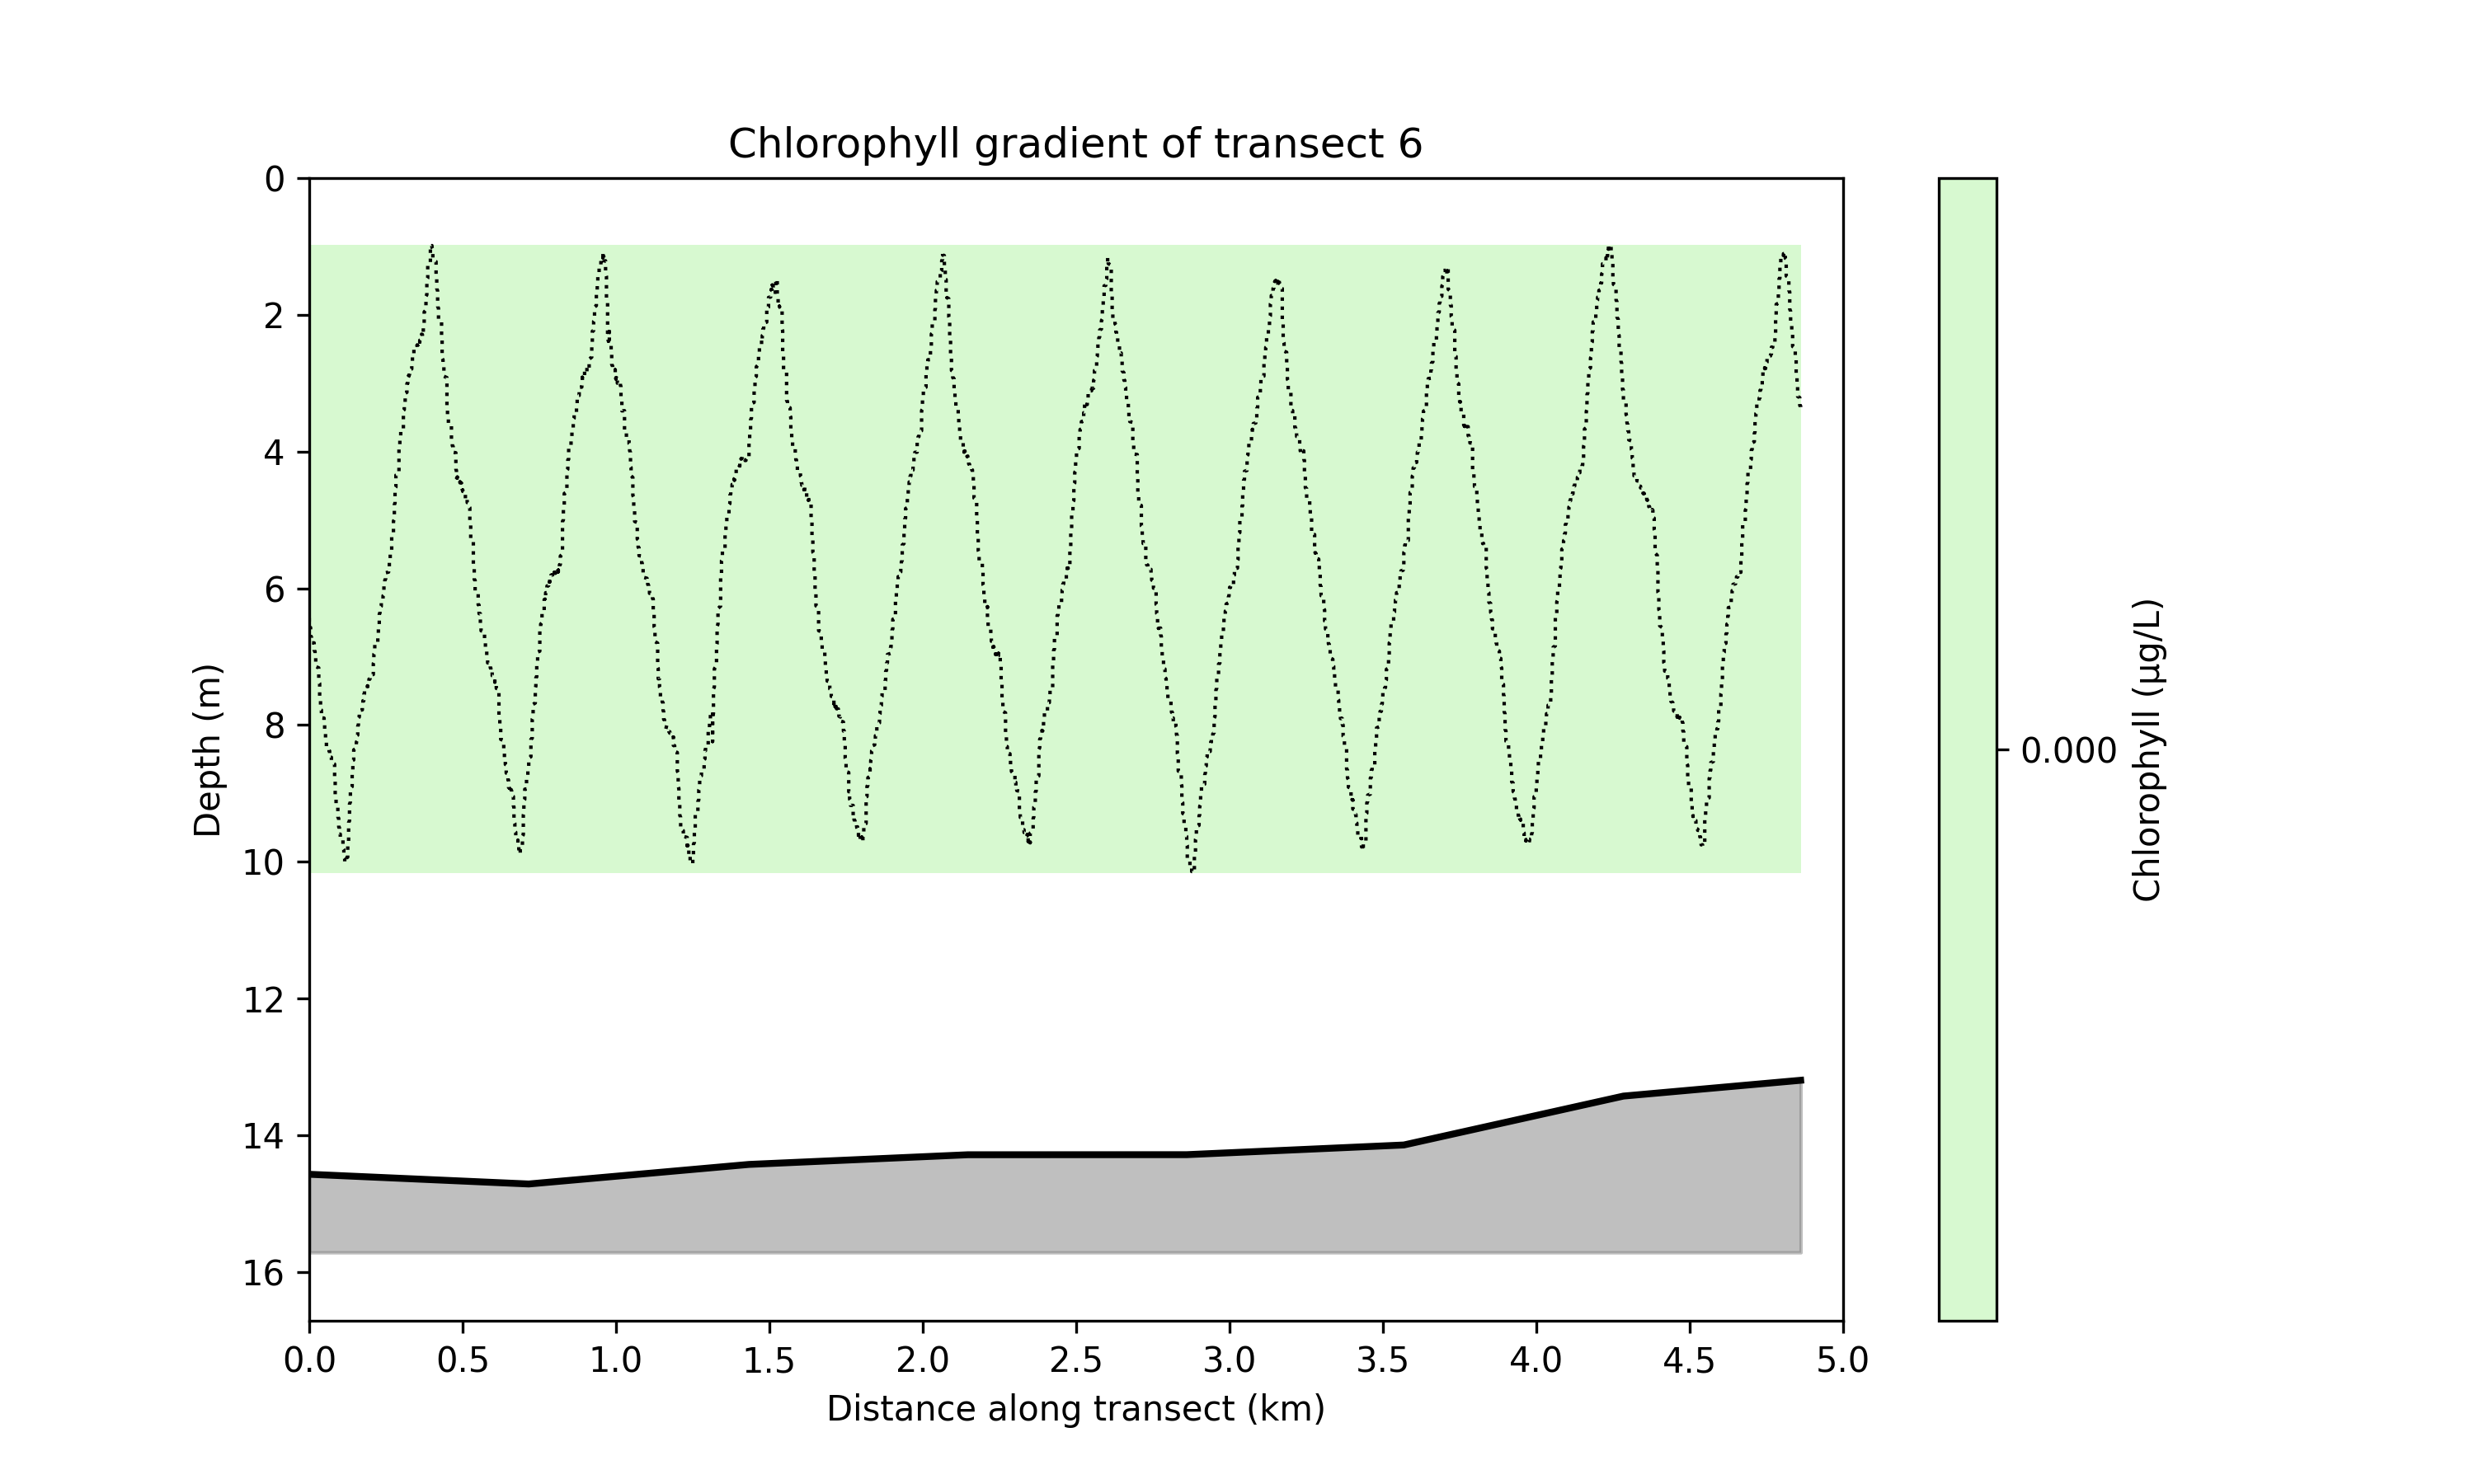 Chlorophyll gradient of transect 6
0
2
4
6
8
10
12
14
16
Depth (m)
0.0 0.5 1.0 1.5 2.0 2.5 3.0 3.5 4.0 4.5 5.0
Distance along transect (km)
0.000
Chlorophyll (µg/L)